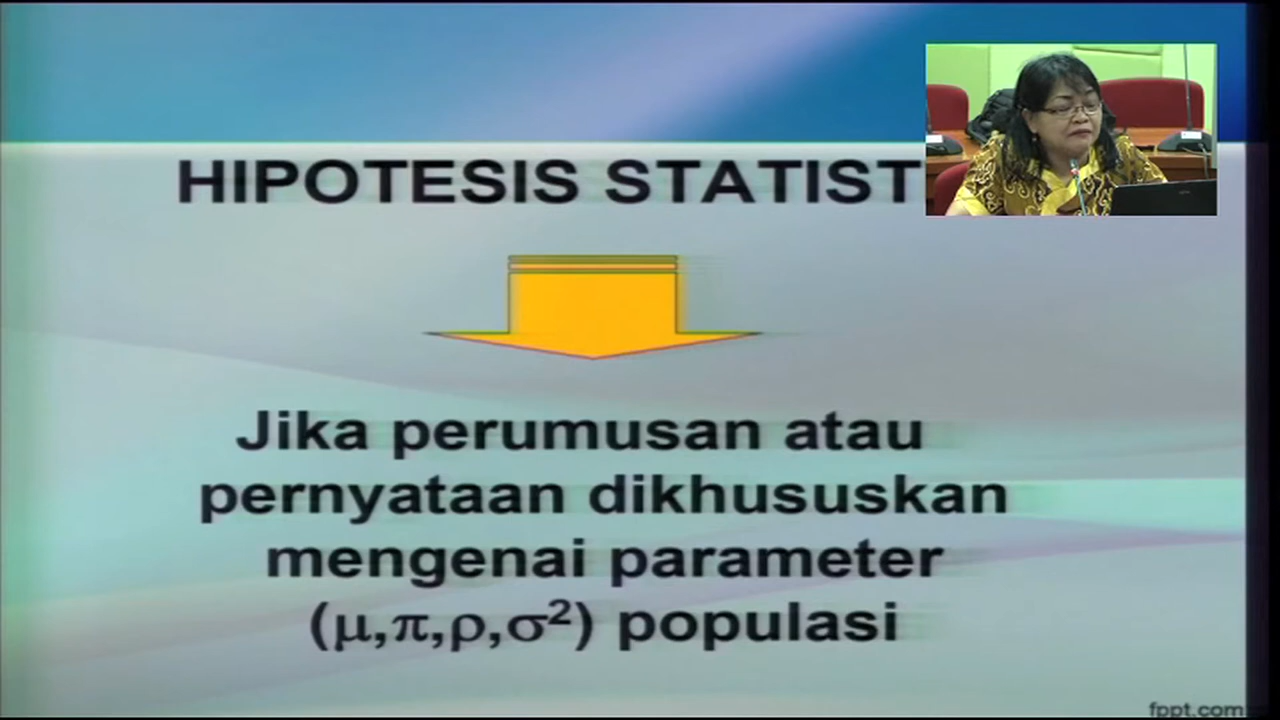 HIPOTESIS STATIST
Jika perumusan atau
pernyataan dikhususkan
mengenai parameter
(μ,π,ρ,σ²) populasi
fppt.com